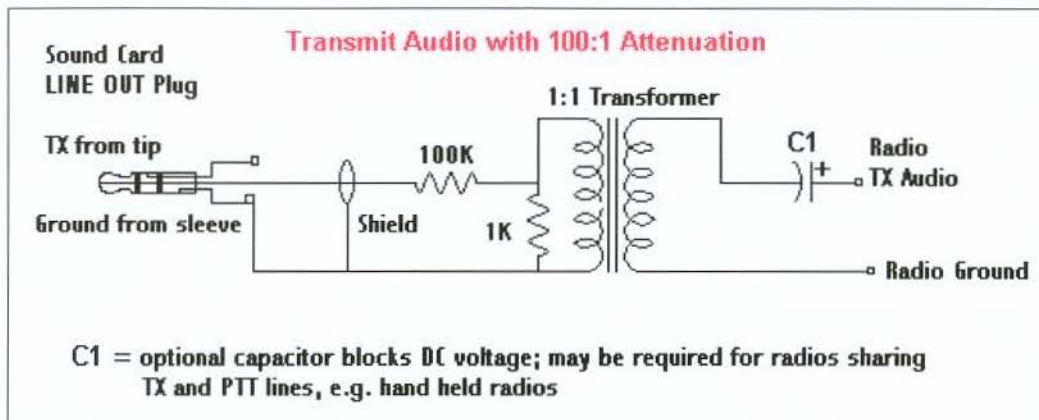 Transmit Audio with 100:1 Attenuation
Sound Card
LINE OUT Plug
1:1 Transformer
TX from tip
100K
C1
+
Radio
TX Audio
Ground from sleeve
Shield
1K
Radio Ground
C1 = optional capacitor blocks DC voltage; may be required for radios sharing
TX and PTT lines, e.g. hand held radios